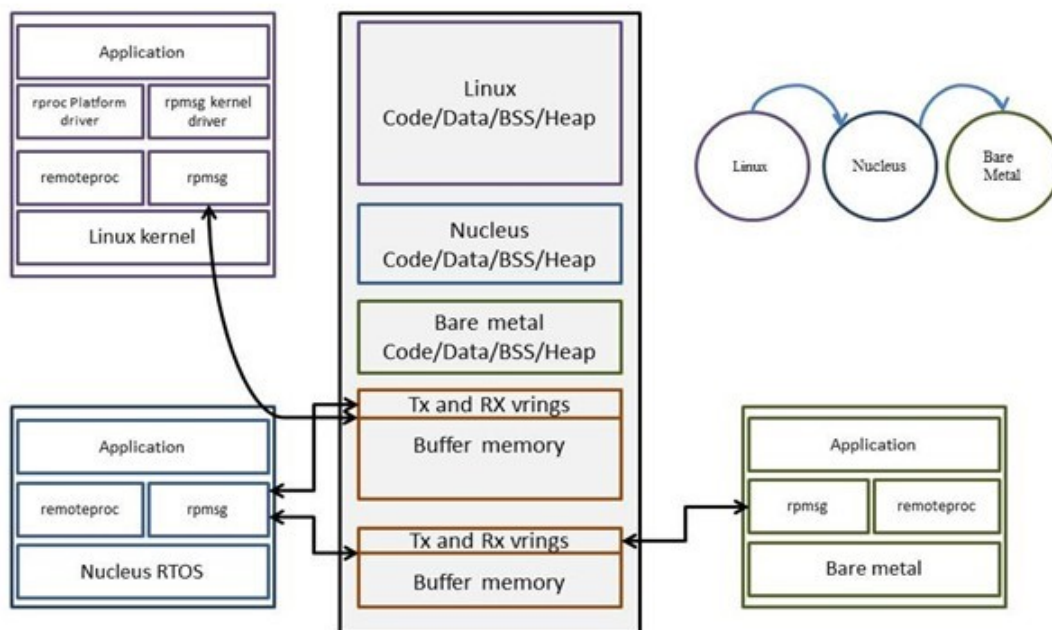 Application
rproc Platform
driver
rpmsg kernel
driver
remoteproc
rpmsg
Linux kernel
Linux
Code/Data/BSS/Heap
Nucleus
Code/Data/BSS/Heap
Bare metal
Code/Data/BSS/Heap
Tx and RX vrings
Buffer memory
Tx and Rx vrings
Buffer memory
Linux
Nucleus
Bare
Metal
Application
remoteproc
rpmsg
Nucleus RTOS
Application
rpmsg
remoteproc
Bare metal